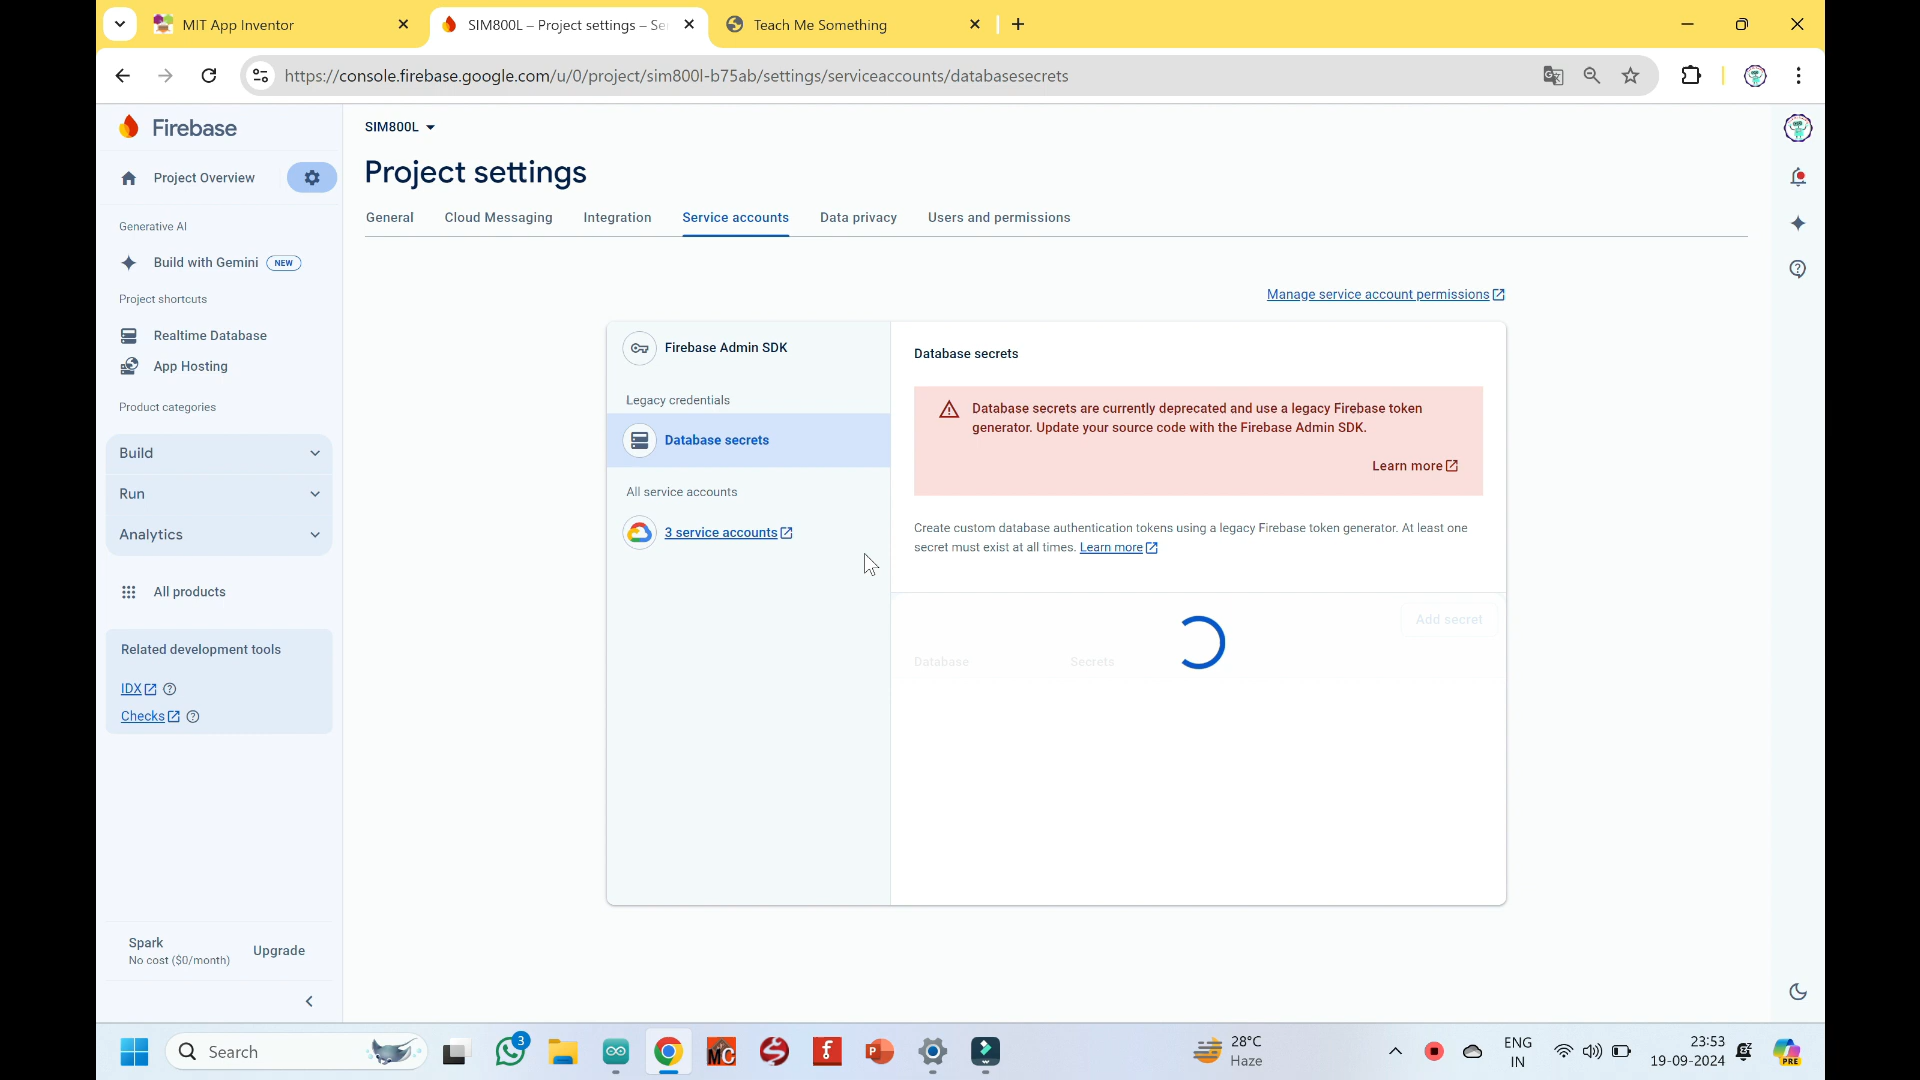 MIT App Inventor
SIM800L – Project settings – Se
Teach Me Something
https://console.firebase.google.com/u/0/project/sim800l-b75ab/settings/serviceaccounts/databasesecrets
Firebase
SIM800L
Project Overview
Project settings
General
Cloud Messaging
Integration
Service accounts
Data privacy
Users and permissions
Generative AI
Build with Gemini NEW
Project shortcuts
Realtime Database
App Hosting
Product categories
Build
Run
Analytics
All products
Related development tools
IDX
Checks
Spark
No cost ($0/month)
Upgrade
Manage service account permissions
Firebase Admin SDK
Legacy credentials
Database secrets
All service accounts
3 service accounts
Database secrets
Database secrets are currently deprecated and use a legacy Firebase token
generator. Update your source code with the Firebase Admin SDK.
Learn more
Create custom database authentication tokens using a legacy Firebase token generator. At least one
secret must exist at all times. Learn more
Add secret
Database
Secrets
Search
3
28°C
Haze
ENG
IN
23:53
19-09-2024
PRE